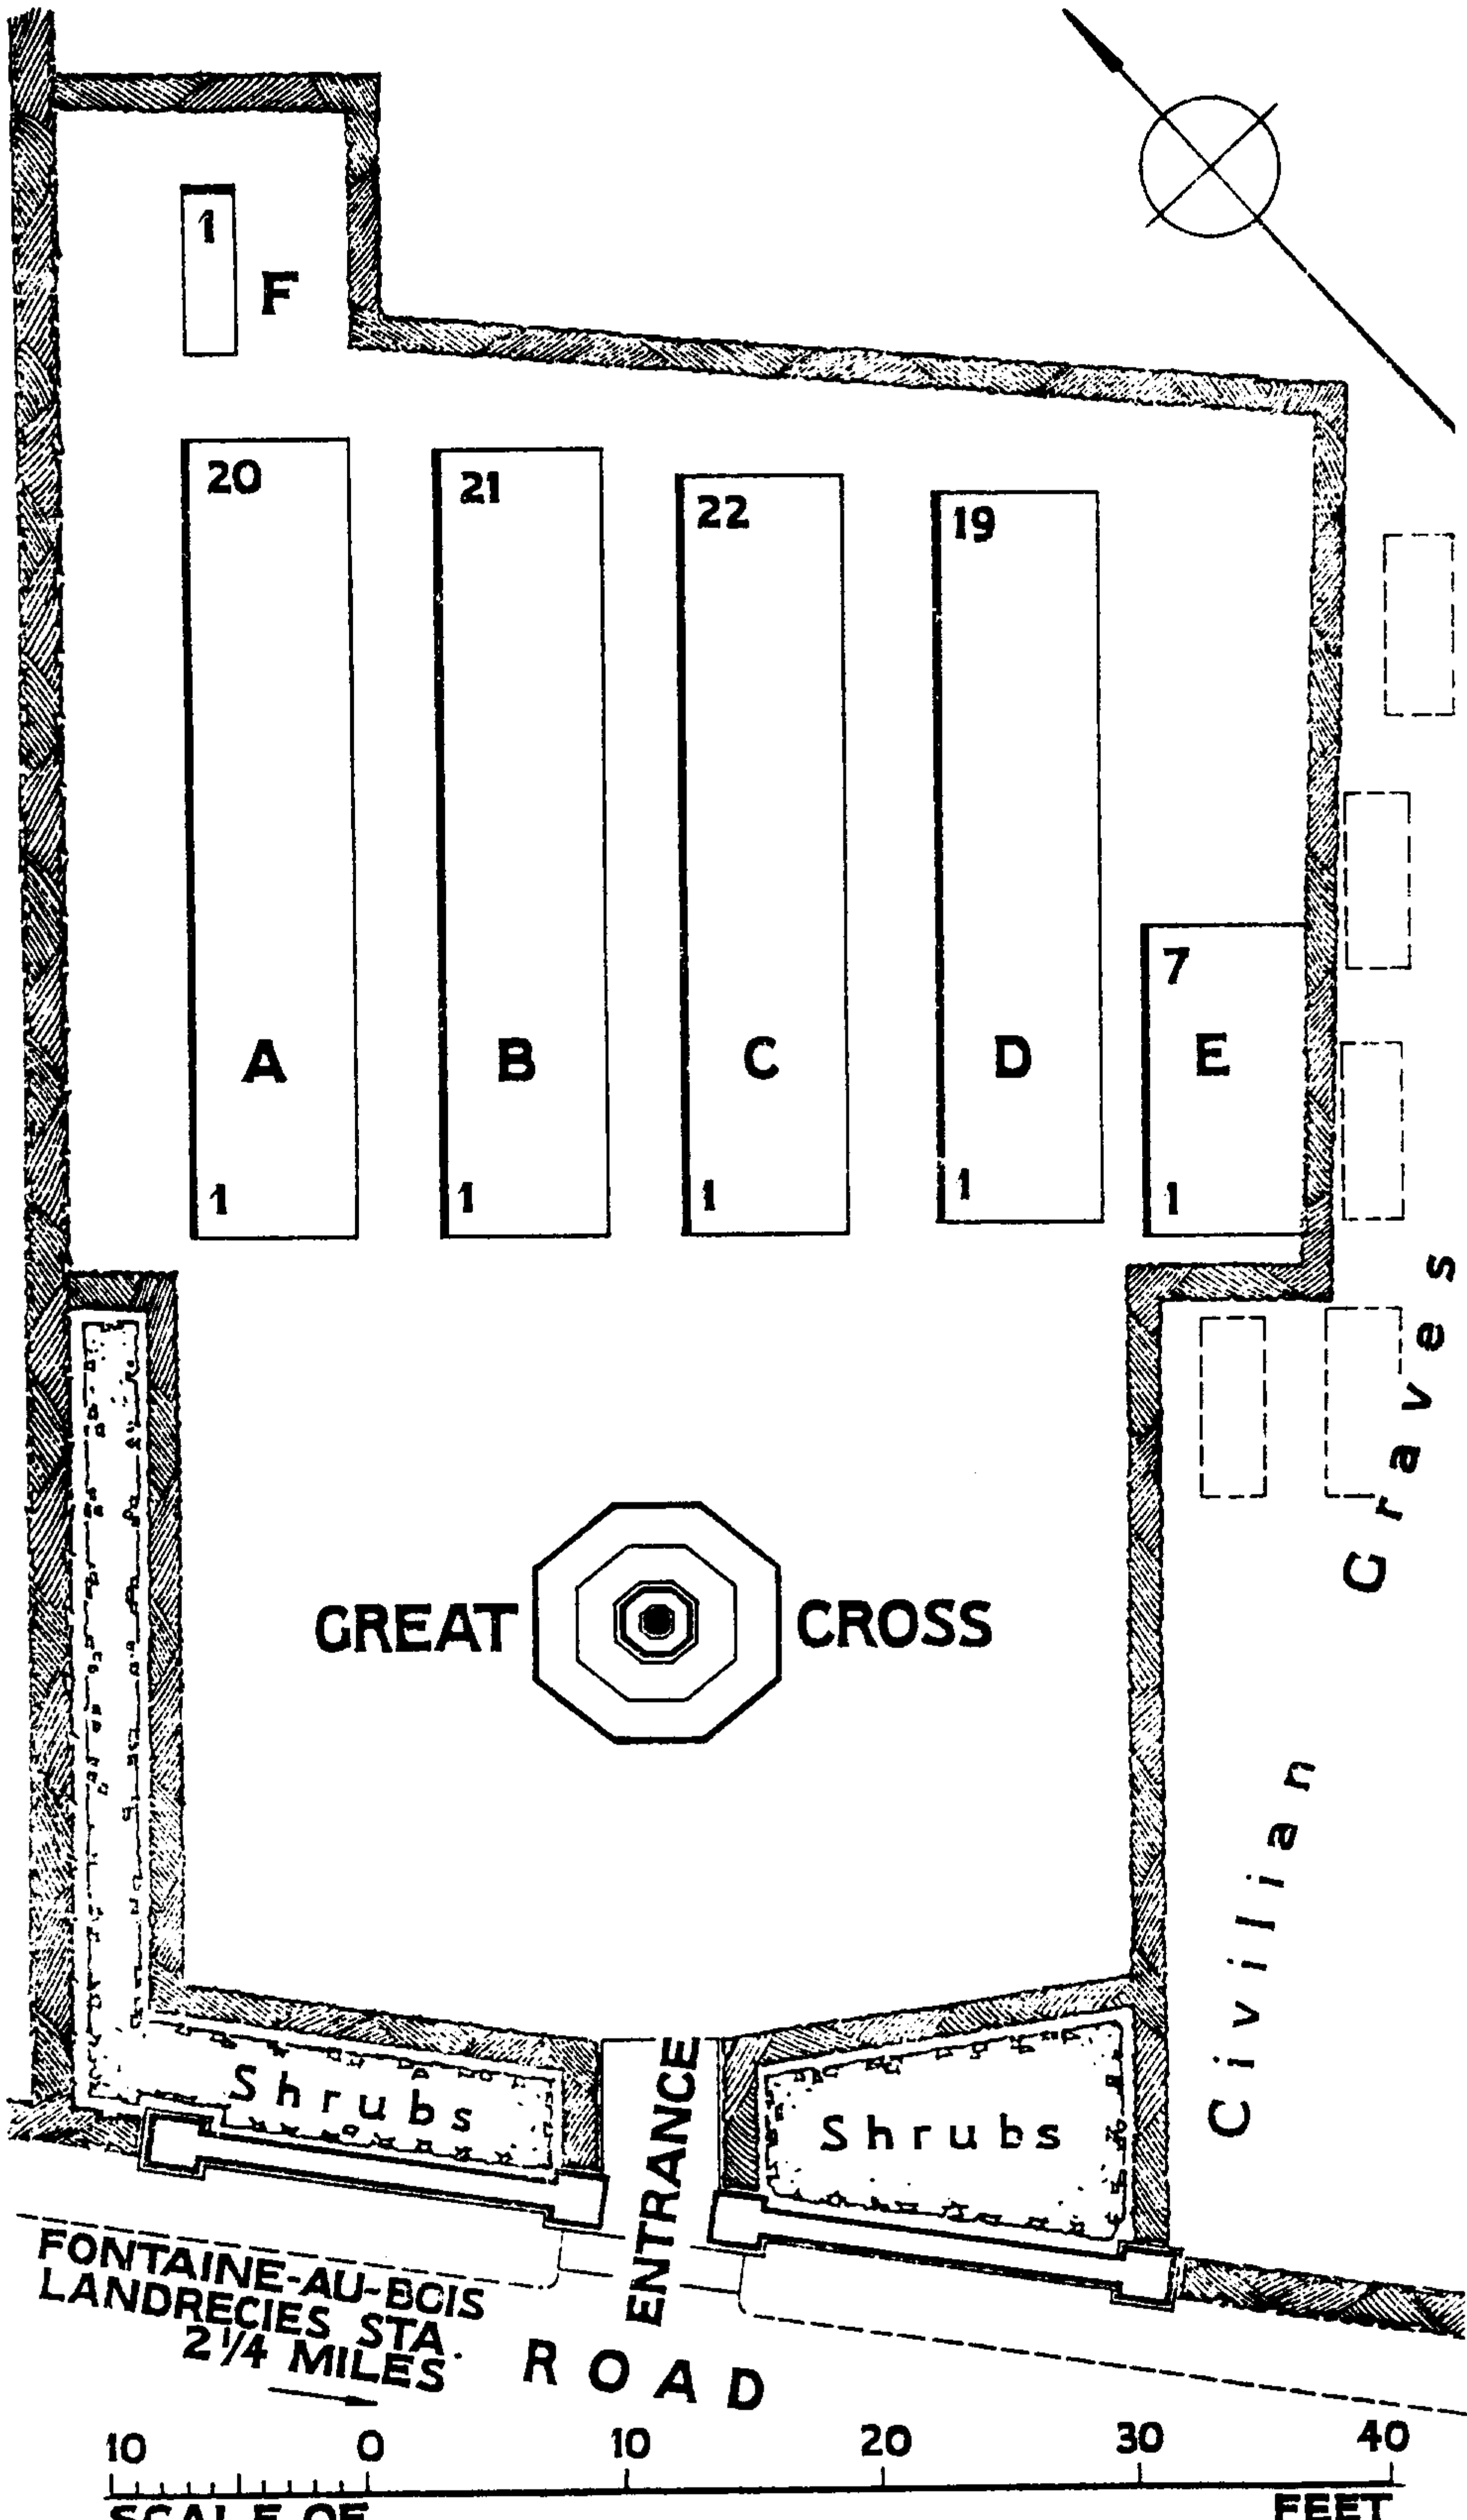 1
F
20
21
22
19
7
A
B
C
D
E
1
1
1
1
1
GREAT CROSS
Civilian Graves
Shrubs
ENTRANCE
Shrubs
FONTAINE-AU-BOIS
LANDRECIES STA.
2¼ MILES
ROAD
10 0 10 20 30 40
SCALE OF FEET